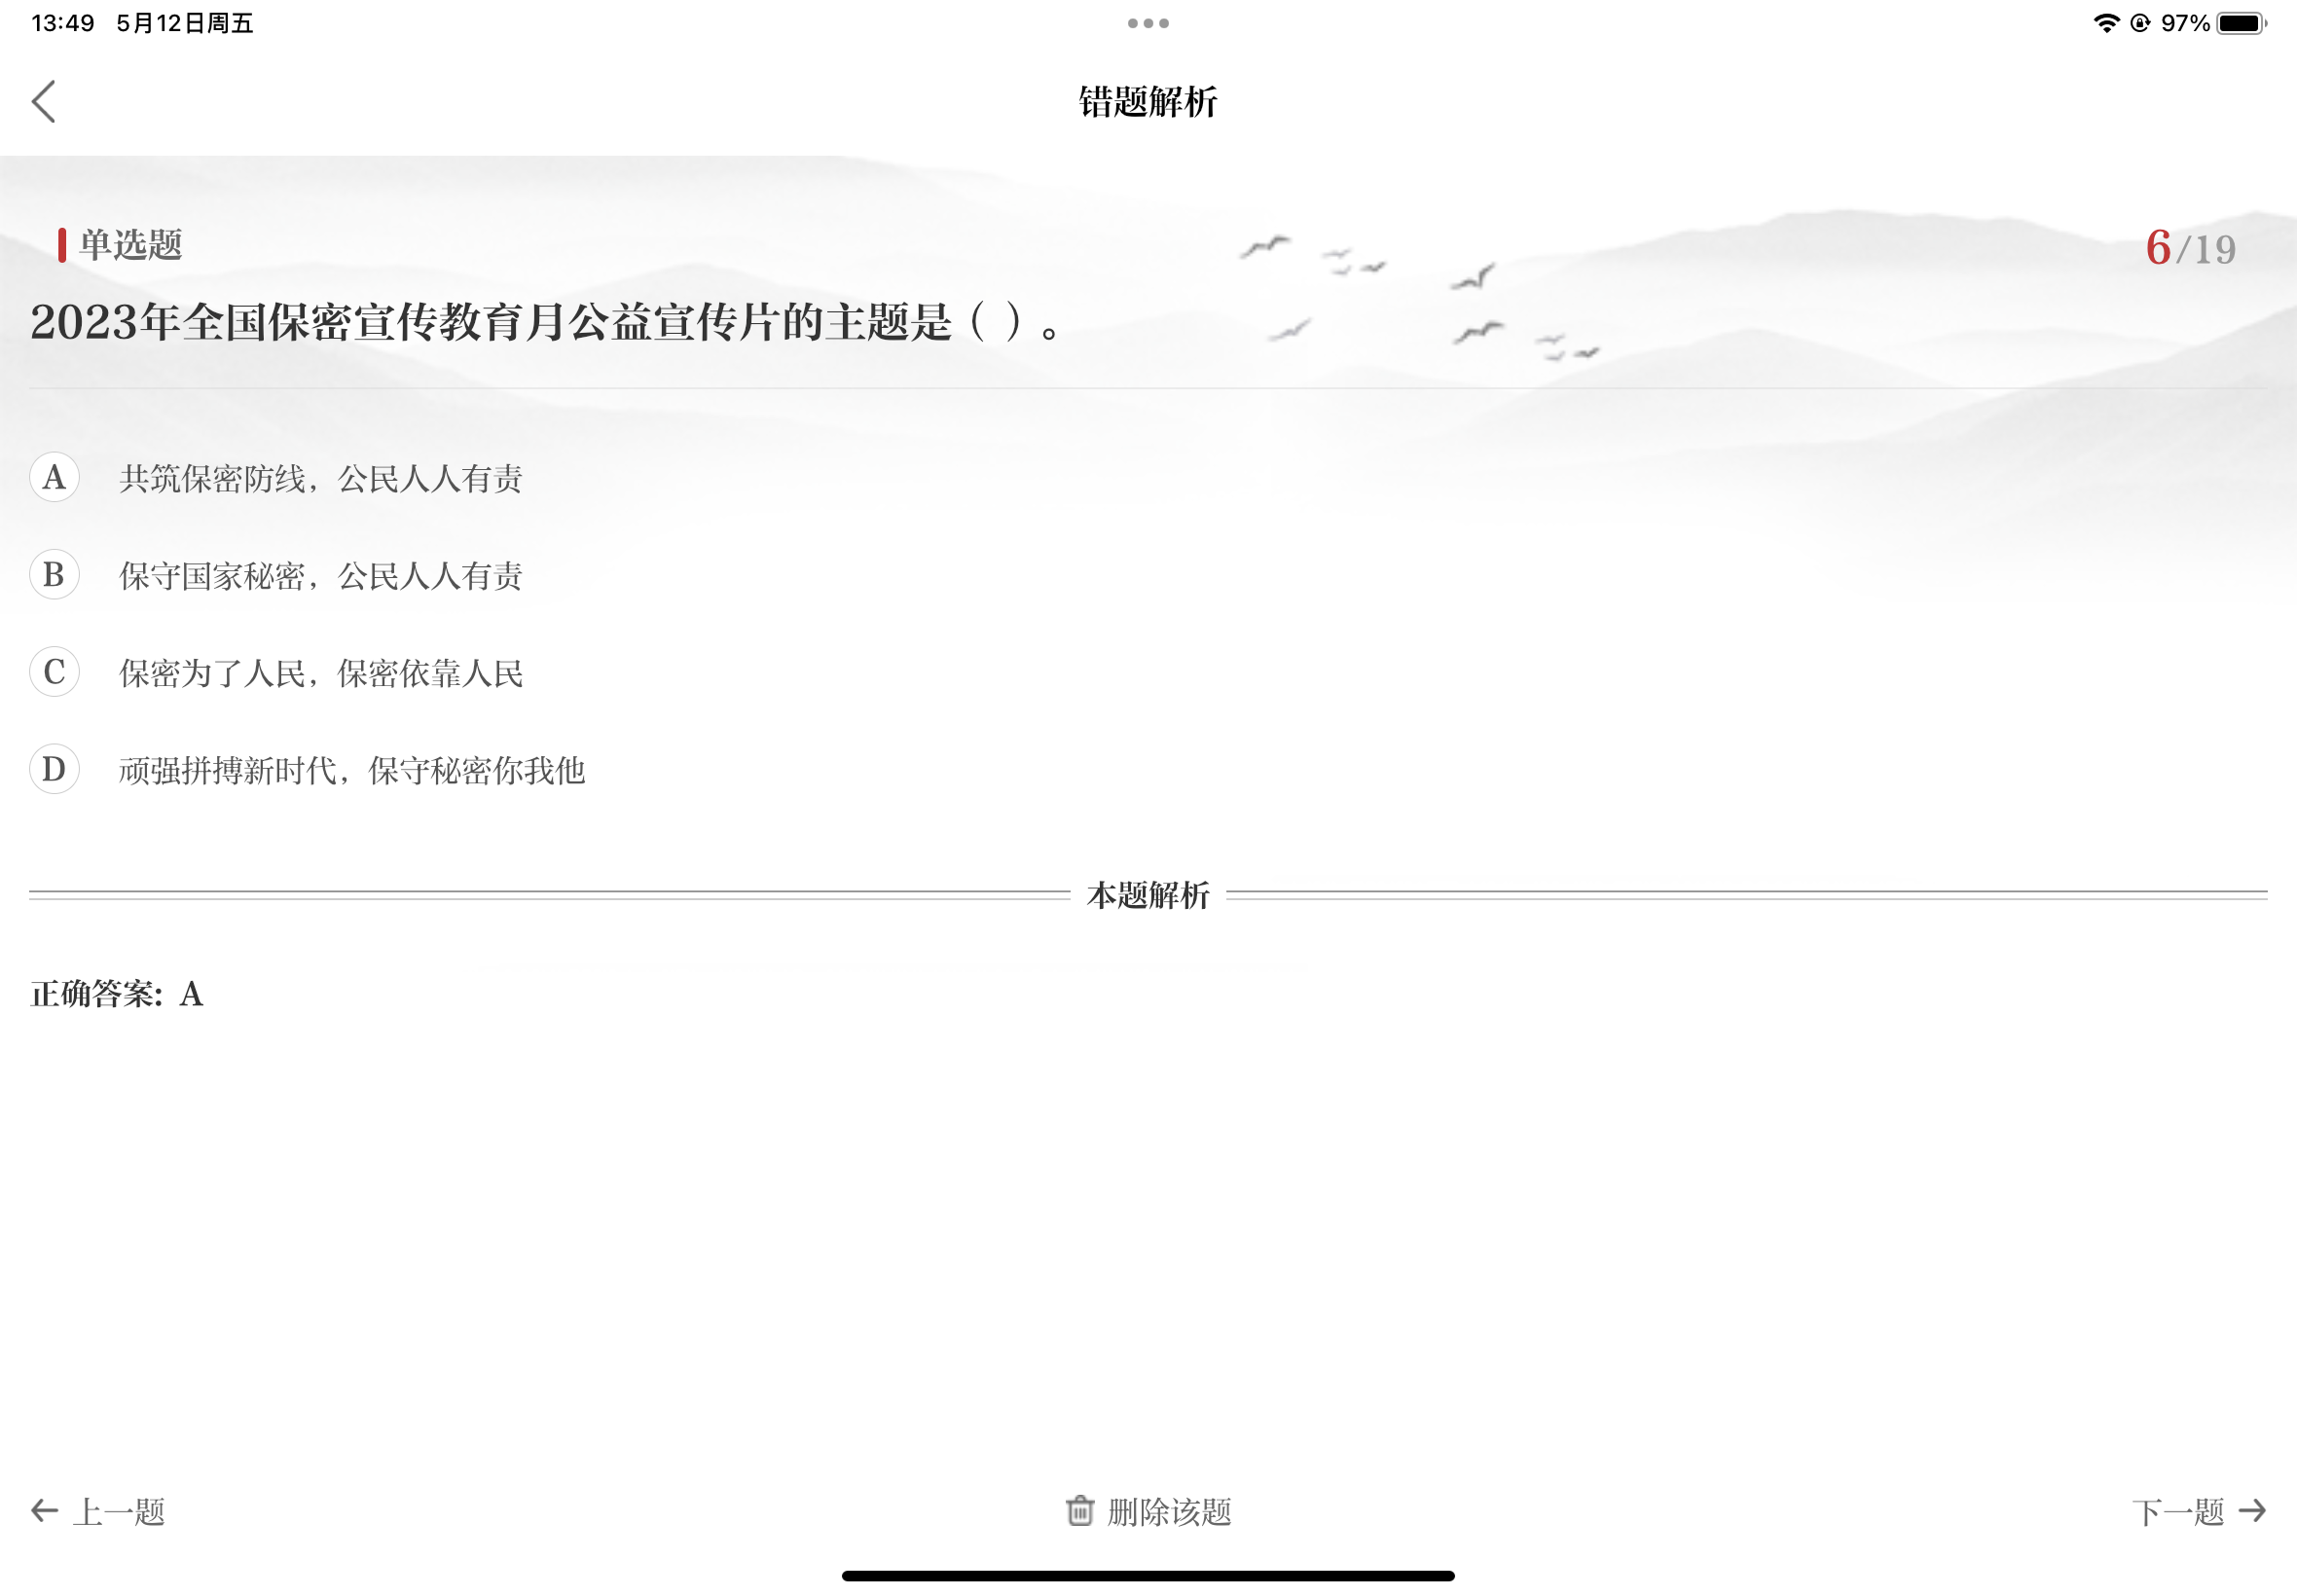 13:49 5月12日周五
97%
错题解析
单选题
6/19
2023年全国保密宣传教育月公益宣传片的主题是（ ）。
A 共筑保密防线，公民人人有责
B 保守国家秘密，公民人人有责
C 保密为了人民，保密依靠人民
D 顽强拼搏新时代，保守秘密你我他
本题解析
正确答案: A
上一题
删除该题
下一题